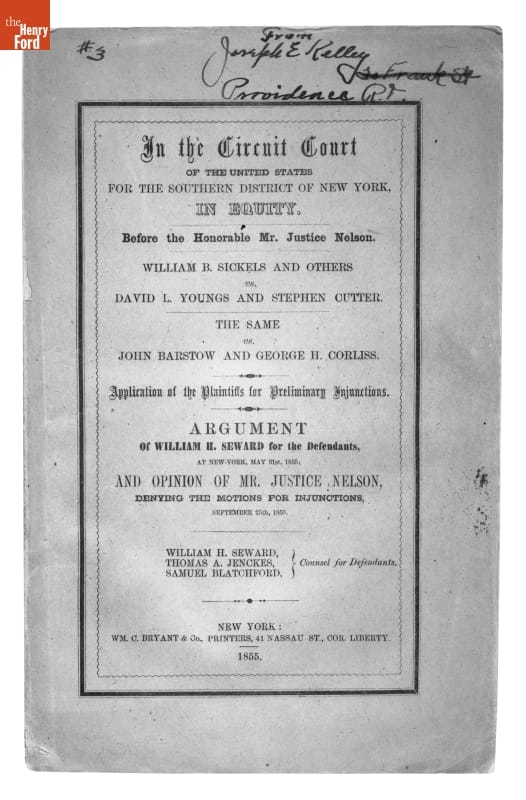 the
Henry
Ford
#3
From
Joseph E Kelley
Frank St
Providence R.I.
In the Circuit Court
OF THE UNITED STATES
FOR THE SOUTHERN DISTRICT OF NEW YORK,
IN EQUITY.
Before the Honorable Mr. Justice Nelson.
WILLIAM B. SICKELS AND OTHERS
vs.
DAVID L. YOUNGS AND STEPHEN CUTTER.
THE SAME
vs.
JOHN BARSTOW AND GEORGE H. CORLISS.
Application of the Plaintiffs for Preliminary Injunctions.
ARGUMENT
Of WILLIAM H. SEWARD for the Defendants,
AT NEW-YORK, MAY 31st, 1855;
AND OPINION OF MR. JUSTICE NELSON,
DENYING THE MOTIONS FOR INJUNCTIONS,
SEPTEMBER 25th, 1855.
WILLIAM H. SEWARD,
THOMAS A. JENCKES,
SAMUEL BLATCHFORD,
Counsel for Defendants.
NEW YORK:
WM. C. BRYANT & Co., PRINTERS, 41 NASSAU ST., COR. LIBERTY.
1855.